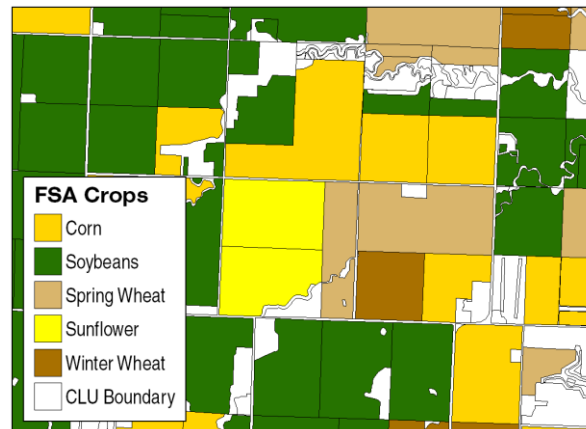 FSA Crops
Corn
Soybeans
Spring Wheat
Sunflower
Winter Wheat
CLU Boundary